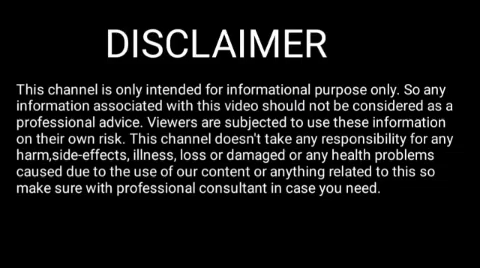 DISCLAIMER
This channel is only intended for informational purpose only. So any
information associated with this video should not be considered as a
professional advice. Viewers are subjected to use these information
on their own risk. This channel doesn't take any responsibility for any
harm,side-effects, illness, loss or damaged or any health problems
caused due to the use of our content or anything related to this so
make sure with professional consultant in case you need.